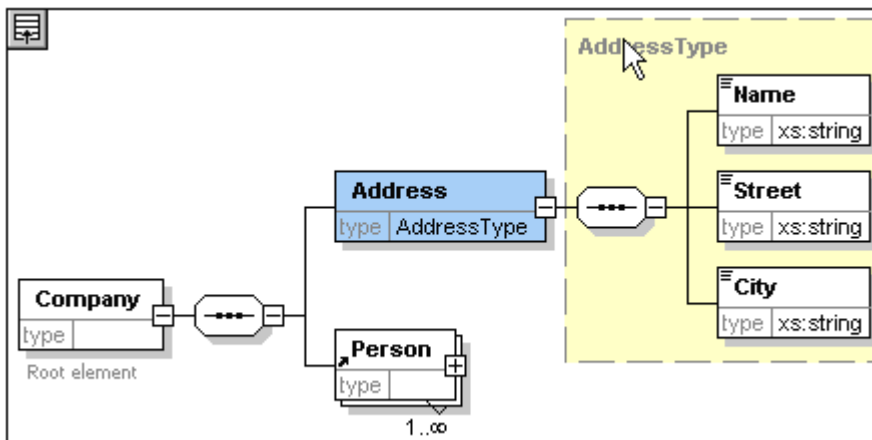 AddressType
Name
type xs:string
Address
type AddressType
Street
type xs:string
City
type xs:string
Company
type
Root element
Person
type
1..∞